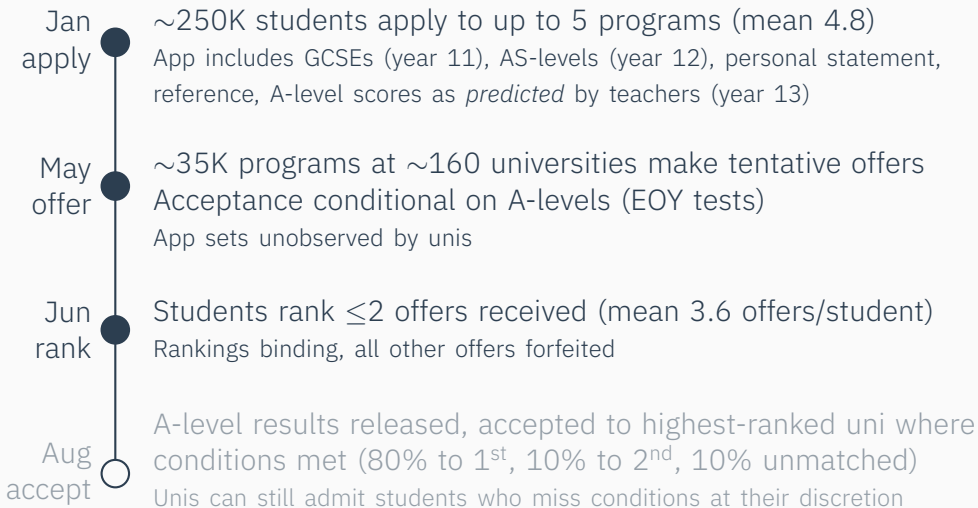 Jan
apply
~250K students apply to up to 5 programs (mean 4.8)
App includes GCSEs (year 11), AS-levels (year 12), personal statement,
reference, A-level scores as predicted by teachers (year 13)
May
offer
~35K programs at ~160 universities make tentative offers
Acceptance conditional on A-levels (EOY tests)
App sets unobserved by unis
Jun
rank
Students rank ≤2 offers received (mean 3.6 offers/student)
Rankings binding, all other offers forfeited
Aug
accept
A-level results released, accepted to highest-ranked uni where
conditions met (80% to 1st, 10% to 2nd, 10% unmatched)
Unis can still admit students who miss conditions at their discretion